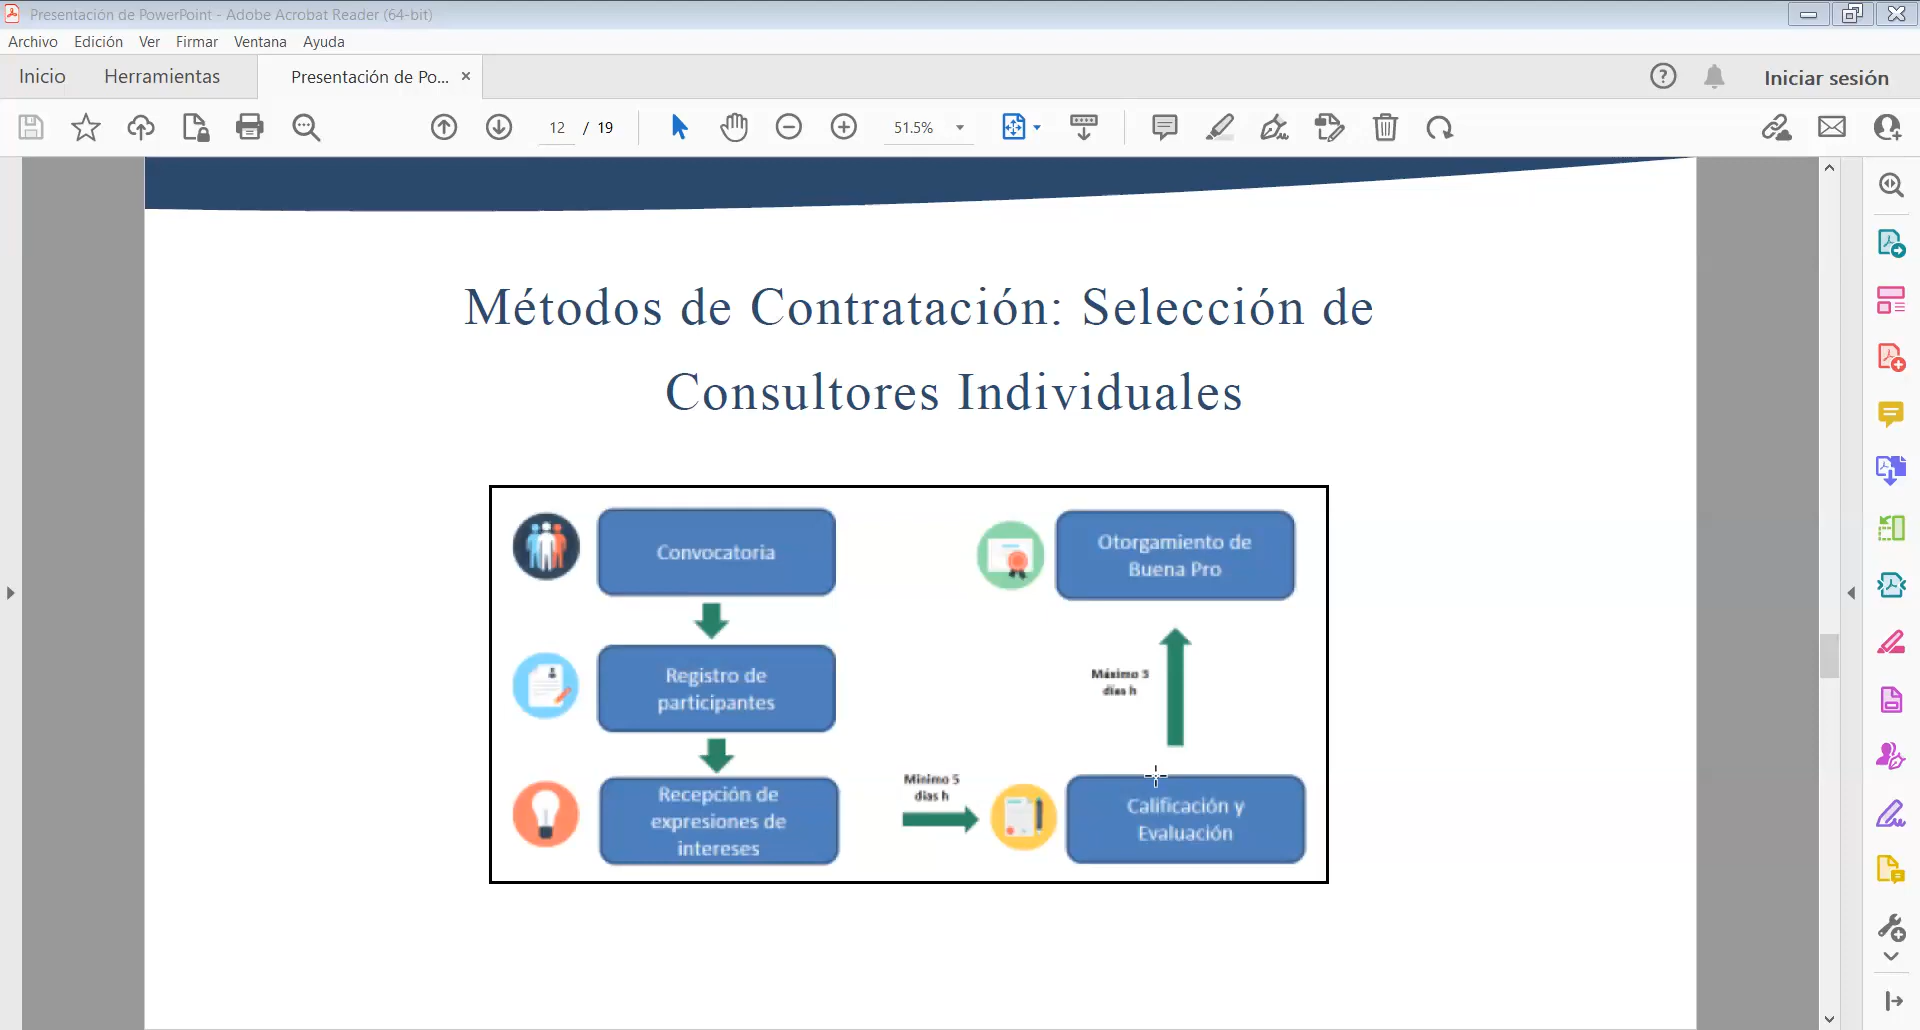 Presentación de PowerPoint - Adobe Acrobat Reader (64-bit)
Archivo Edición Ver Firmar Ventana Ayuda
Inicio Herramientas Presentación de Po... Iniciar sesión
12 / 19 51.5%
Métodos de Contratación: Selección de
Consultores Individuales
Convocatoria
Registro de
participantes
Recepción de
expresiones de
intereses
Minimo 5
dias h
Calificación y
Evaluación
Máximo 3
días h
Otorgamiento de
Buena Pro